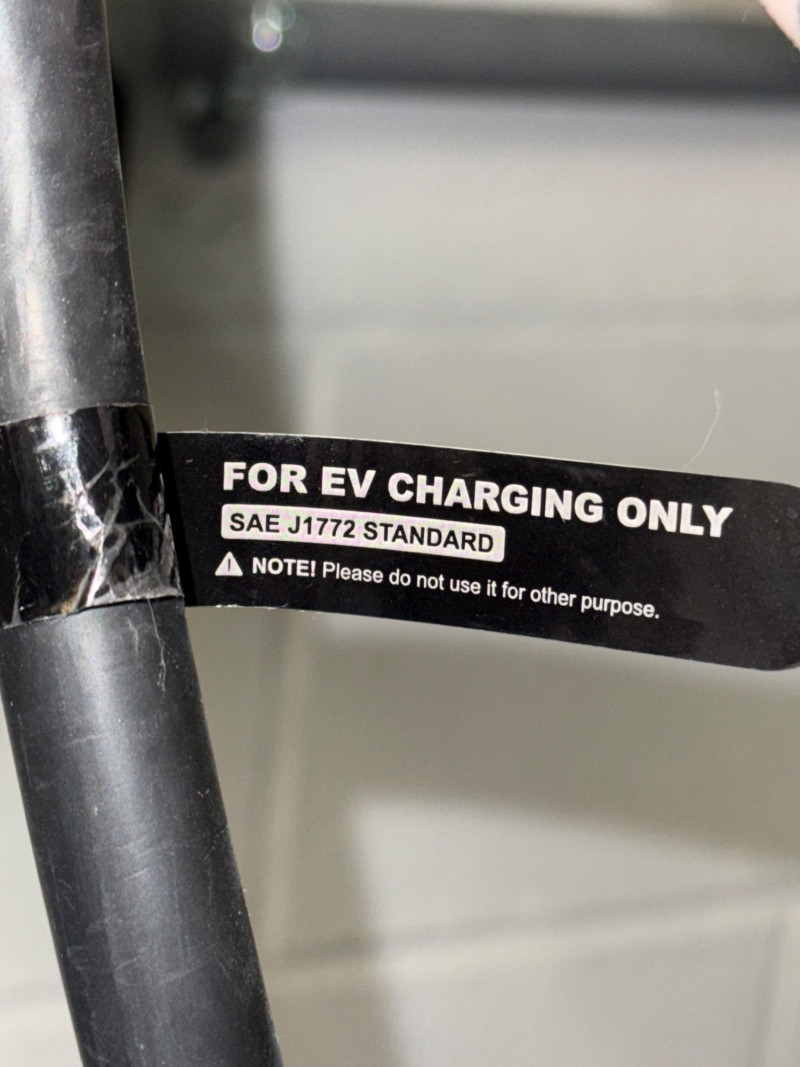 FOR EV CHARGING ONLY
SAE J1772 STANDARD
NOTE! Please do not use it for other purpose.